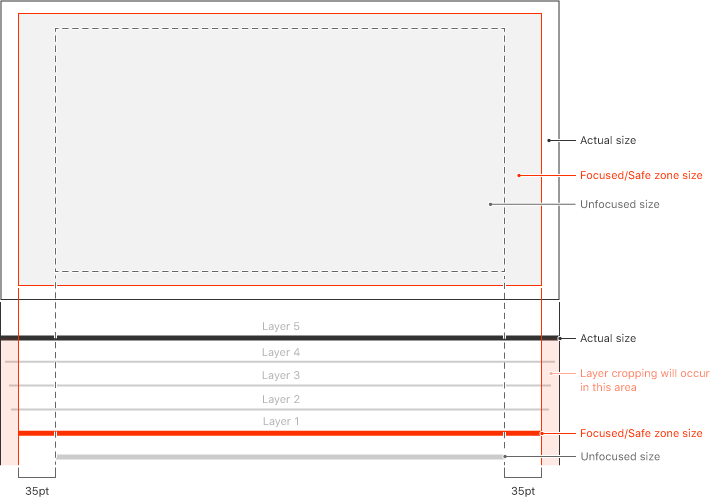 Actual size
Focused/Safe zone size
Unfocused size
Layer 5
Actual size
Layer 4
Layer 3
Layer cropping will occur
in this area
Layer 2
Layer 1
Focused/Safe zone size
Unfocused size
35pt
35pt